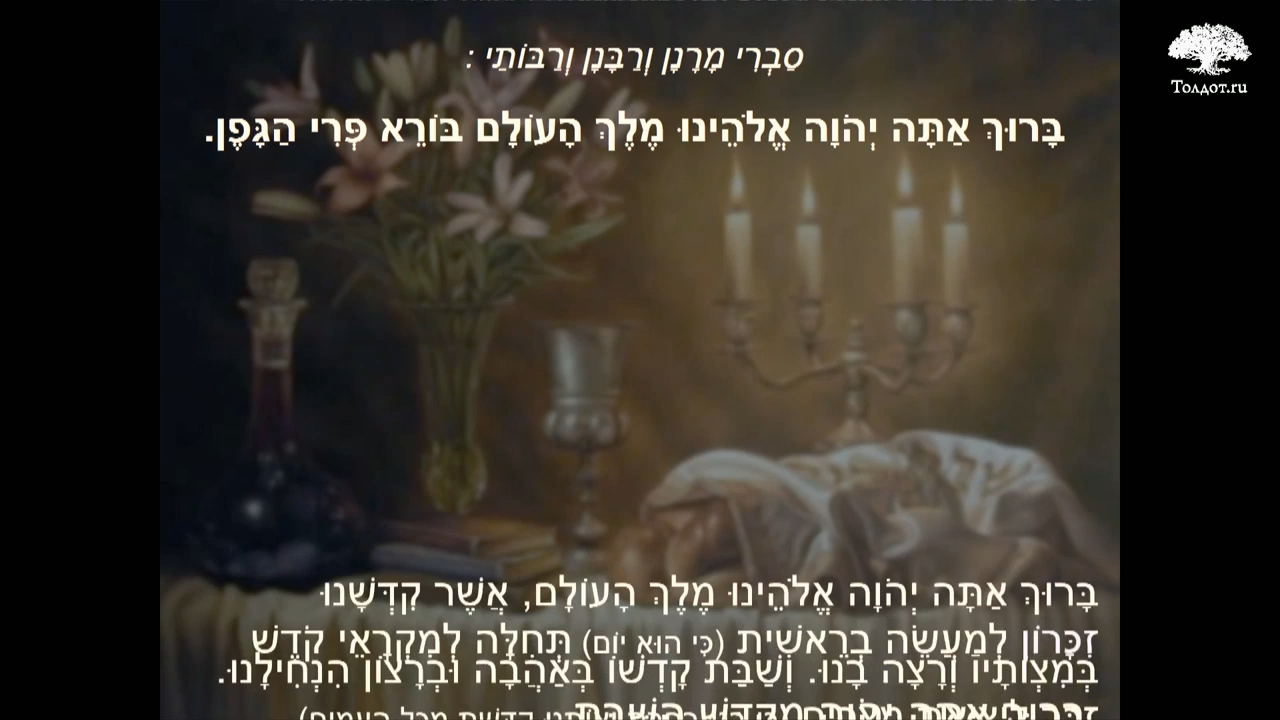 סַבְרִי מָרָנָן וְרַבָּנָן וְרַבּוֹתַי :
בָּרוּךְ אַתָּה יְהֹוָה אֱלֹהֵינוּ מֶלֶךְ הָעוֹלָם בּוֹרֵא פְּרִי הַגָּפֶן.
בָּרוּךְ אַתָּה יְהֹוָה אֱלֹהֵינוּ מֶלֶךְ הָעוֹלָם, אֲשֶׁר קִדְּשָׁנוּ
זִכָּרוֹן לְמַעֲשֵׂה בְרֵאשִׁית (כִּי הוּא יוֹם) תְּחִלָּה לְמִקְרָאֵי קֹדֶשׁ
בְּמִצְוֹתָיו וְרָצָה בָנוּ. וְשַׁבַּת קָדְשׁוֹ בְּאַהֲבָה וּבְרָצוֹן הִנְחִילָנוּ.
Толдот.ru